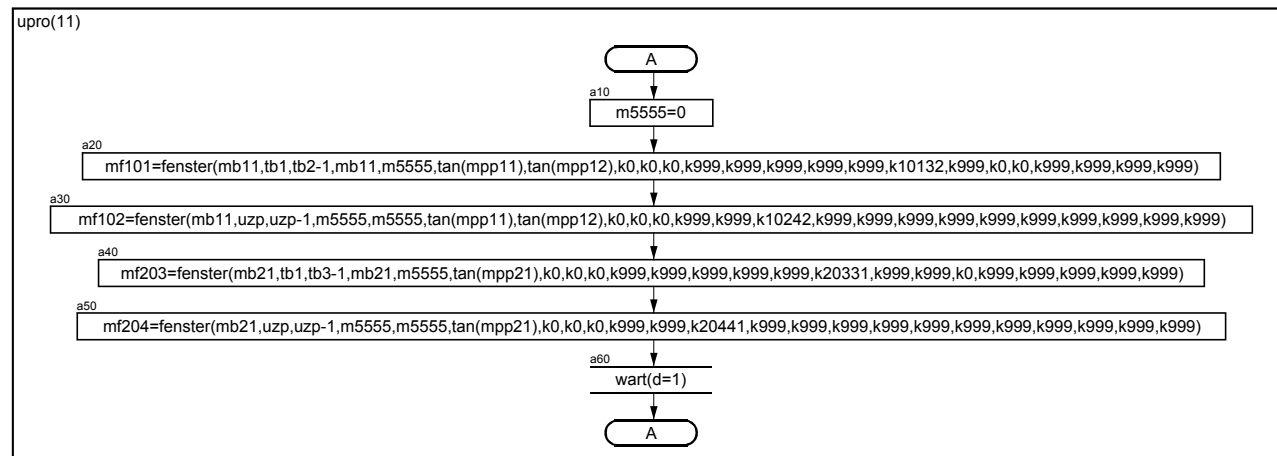 upro(11)
A
a10
m5555=0
a20
mf101=fenster(mb11,tb1,tb2-1,mb11,m5555,tan(mpp11),tan(mpp12),k0,k0,k0,k999,k999,k999,k999,k999,k10132,k999,k0,k0,k999,k999,k999,k999)
a30
mf102=fenster(mb11,uzp,uzp-1,m5555,m5555,tan(mpp11),tan(mpp12),k0,k0,k0,k999,k999,k10242,k999,k999,k999,k999,k999,k999,k999,k999,k999,k999)
a40
mf203=fenster(mb21,tb1,tb3-1,mb21,m5555,tan(mpp21),k0,k0,k0,k999,k999,k999,k999,k999,k20331,k999,k999,k0,k999,k999,k999,k999,k999)
a50
mf204=fenster(mb21,uzp,uzp-1,m5555,m5555,tan(mpp21),k0,k0,k0,k999,k999,k20441,k999,k999,k999,k999,k999,k999,k999,k999,k999,k999,k999)
a60
wart(d=1)
A